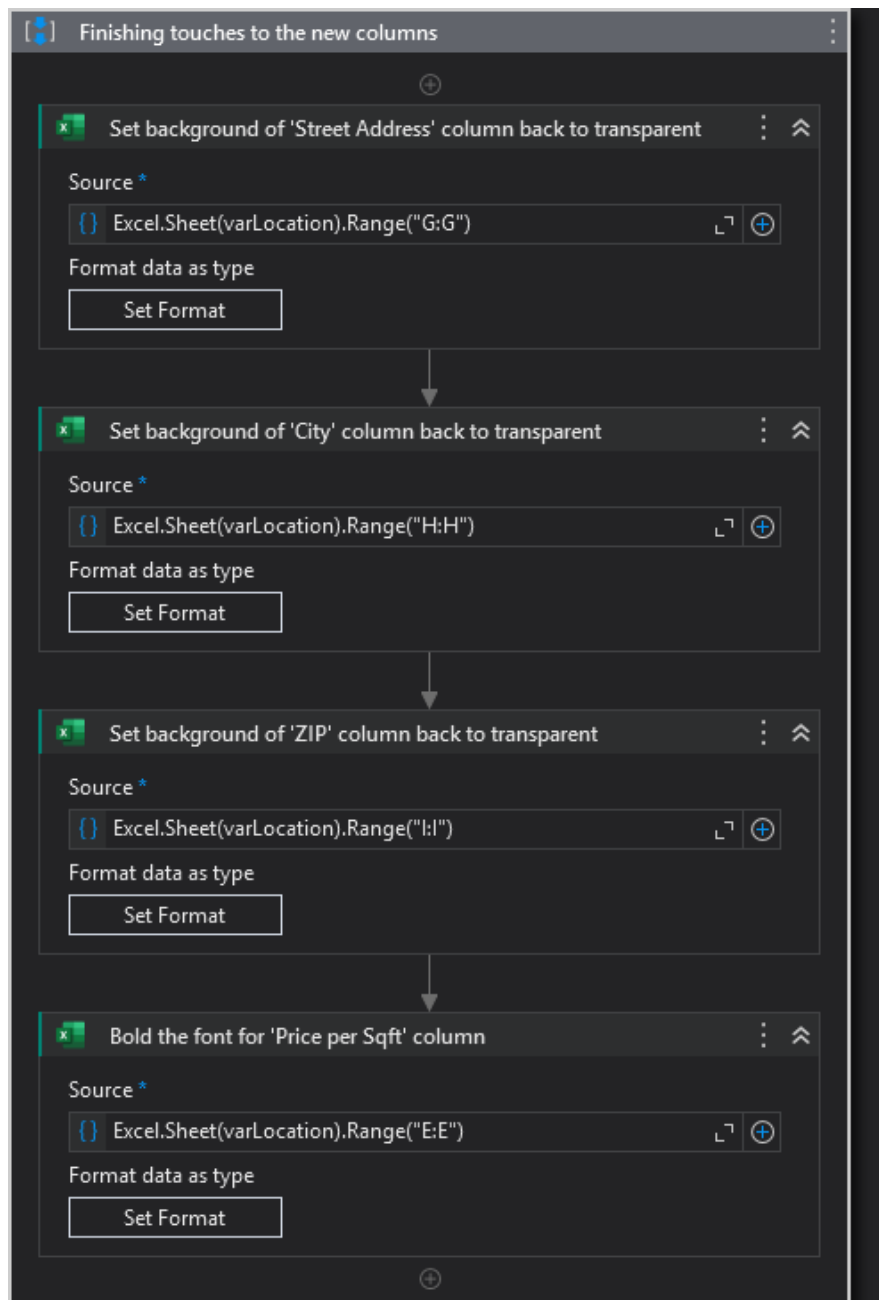 Finishing touches to the new columns
Set background of 'Street Address' column back to transparent
Source *
{} Excel.Sheet(varLocation).Range("G:G")
Format data as type
Set Format
Set background of 'City' column back to transparent
Source *
{} Excel.Sheet(varLocation).Range("H:H")
Format data as type
Set Format
Set background of 'ZIP' column back to transparent
Source *
{} Excel.Sheet(varLocation).Range("I:I")
Format data as type
Set Format
Bold the font for 'Price per Sqft' column
Source *
{} Excel.Sheet(varLocation).Range("E:E")
Format data as type
Set Format